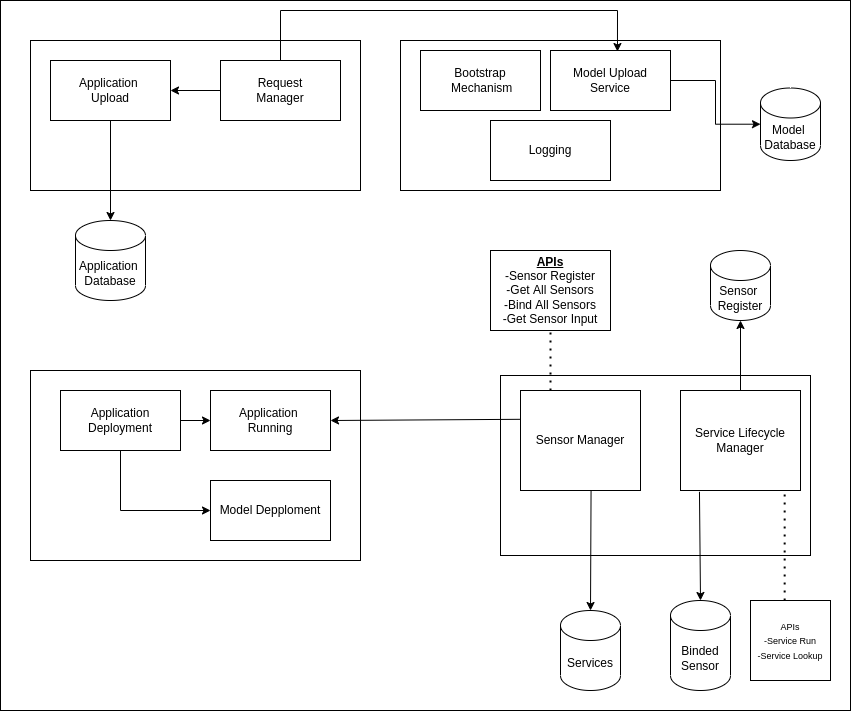 Application
Upload
Request
Manager
Bootstrap
Mechanism
Model Upload
Service
Logging
Model
Database
Application
Database
APIs
-Sensor Register
-Get All Sensors
-Bind All Sensors
-Get Sensor Input
Sensor
Register
Application
Deployment
Application
Running
Model Depploment
Sensor Manager
Service Lifecycle
Manager
Services
Binded
Sensor
APIs
-Service Run
-Service Lookup